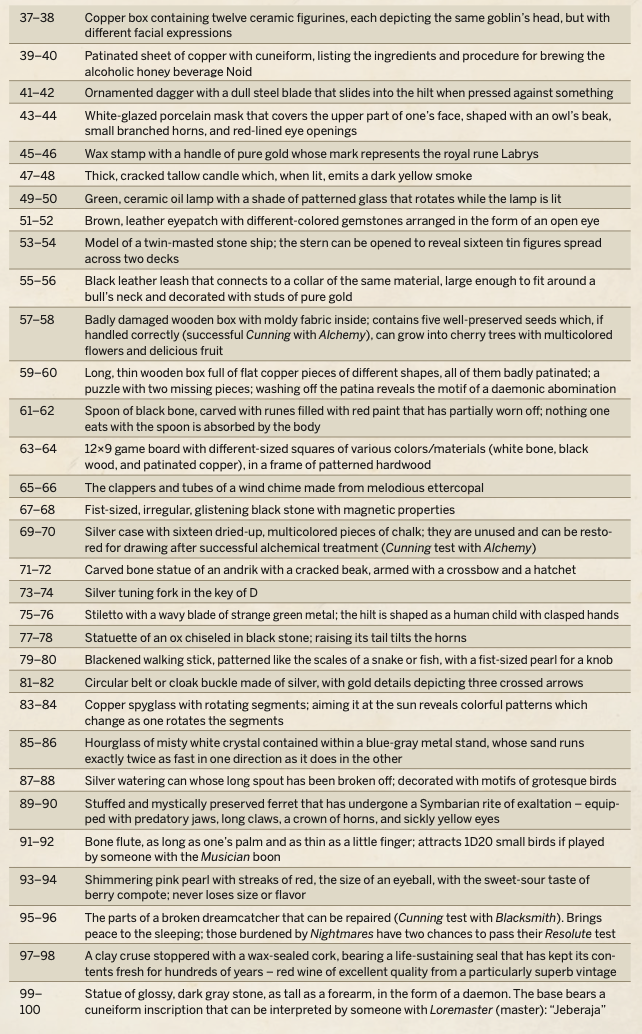 37–38 Copper box containing twelve ceramic figurines, each depicting the same goblin's head, but with
different facial expressions
39–40 Patinated sheet of copper with cuneiform, listing the ingredients and procedure for brewing the
alcoholic honey beverage Noid
41–42 Ornamented dagger with a dull steel blade that slides into the hilt when pressed against something
43–44 White-glazed porcelain mask that covers the upper part of one's face, shaped with an owl's beak,
small branched horns, and red-lined eye openings
45–46 Wax stamp with a handle of pure gold whose mark represents the royal rune Labrys
47–48 Thick, cracked tallow candle which, when lit, emits a dark yellow smoke
49–50 Green, ceramic oil lamp with a shade of patterned glass that rotates while the lamp is lit
51–52 Brown, leather eyepatch with different-colored gemstones arranged in the form of an open eye
53–54 Model of a twin-masted stone ship; the stern can be opened to reveal sixteen tin figures spread
across two decks
55–56 Black leather leash that connects to a collar of the same material, large enough to fit around a
bull's neck and decorated with studs of pure gold
57–58 Badly damaged wooden box with moldy fabric inside; contains five well-preserved seeds which, if
handled correctly (successful Cunning with Alchemy), can grow into cherry trees with multicolored
flowers and delicious fruit
59–60 Long, thin wooden box full of flat copper pieces of different shapes, all of them badly patinated; a
puzzle with two missing pieces; washing off the patina reveals the motif of a daemonic abomination
61–62 Spoon of black bone, carved with runes filled with red paint that has partially worn off; nothing one
eats with the spoon is absorbed by the body
63–64 12×9 game board with different-sized squares of various colors/materials (white bone, black
wood, and patinated copper), in a frame of patterned hardwood
65–66 The clappers and tubes of a wind chime made from melodious ettercopal
67–68 Fist-sized, irregular, glistening black stone with magnetic properties
69–70 Silver case with sixteen dried-up, multicolored pieces of chalk; they are unused and can be resto-
red for drawing after successful alchemical treatment (Cunning test with Alchemy)
71–72 Carved bone statue of an andrik with a cracked beak, armed with a crossbow and a hatchet
73–74 Silver tuning fork in the key of D
75–76 Stiletto with a wavy blade of strange green metal; the hilt is shaped as a human child with clasped hands
77–78 Statuette of an ox chiseled in black stone; raising its tail tilts the horns
79–80 Blackened walking stick, patterned like the scales of a snake or fish, with a fist-sized pearl for a knob
81–82 Circular belt or cloak buckle made of silver, with gold details depicting three crossed arrows
83–84 Copper spyglass with rotating segments; aiming it at the sun reveals colorful patterns which
change as one rotates the segments
85–86 Hourglass of misty white crystal contained within a blue-gray metal stand, whose sand runs
exactly twice as fast in one direction as it does in the other
87–88 Silver watering can whose long spout has been broken off; decorated with motifs of grotesque birds
89–90 Stuffed and mystically preserved ferret that has undergone a Symbarian rite of exaltation – equip-
ped with predatory jaws, long claws, a crown of horns, and sickly yellow eyes
91–92 Bone flute, as long as one's palm and as thin as a little finger; attracts 1D20 small birds if played
by someone with the Musician boon
93–94 Shimmering pink pearl with streaks of red, the size of an eyeball, with the sweet-sour taste of
berry compote; never loses size or flavor
95–96 The parts of a broken dreamcatcher that can be repaired (Cunning test with Blacksmith). Brings
peace to the sleeping; those burdened by Nightmares have two chances to pass their Resolute test
97–98 A clay cruse stoppered with a wax-sealed cork, bearing a life-sustaining seal that has kept its con-
tents fresh for hundreds of years – red wine of excellent quality from a particularly superb vintage
99– Statue of glossy, dark gray stone, as tall as a forearm, in the form of a daemon. The base bears a
100 cuneiform inscription that can be interpreted by someone with Loremaster (master): "Jeberaja"